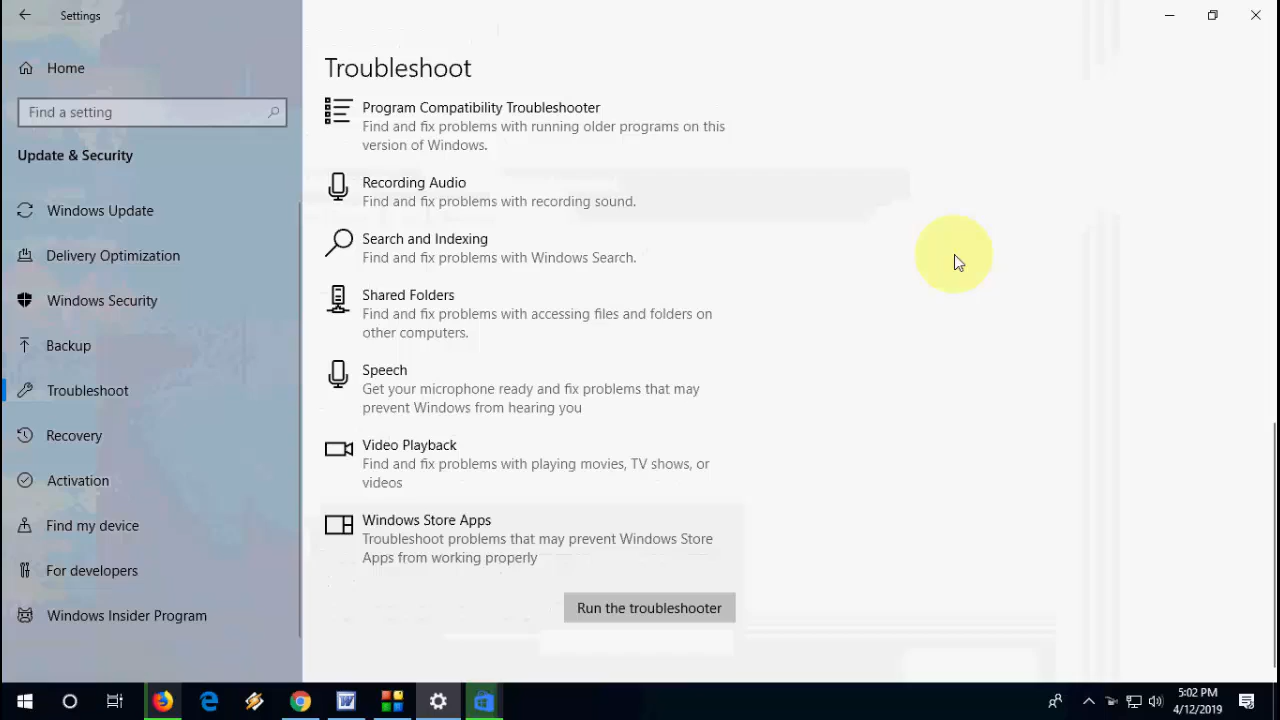 Settings
Home
Find a setting
Update & Security
Windows Update
Delivery Optimization
Windows Security
Backup
Troubleshoot
Recovery
Activation
Find my device
For developers
Windows Insider Program
Troubleshoot
Program Compatibility Troubleshooter
Find and fix problems with running older programs on this
version of Windows.
Recording Audio
Find and fix problems with recording sound.
Search and Indexing
Find and fix problems with Windows Search.
Shared Folders
Find and fix problems with accessing files and folders on
other computers.
Speech
Get your microphone ready and fix problems that may
prevent Windows from hearing you
Video Playback
Find and fix problems with playing movies, TV shows, or
videos
Windows Store Apps
Troubleshoot problems that may prevent Windows Store
Apps from working properly
Run the troubleshooter
5:02 PM
4/12/2019